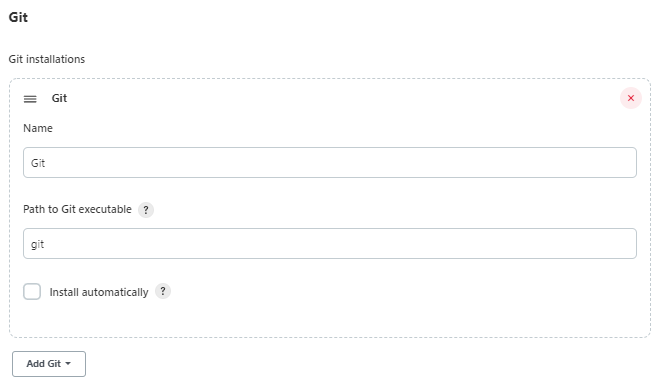 Git
Git installations
Git
Name
Git
Path to Git executable ?
git
Install automatically ?
Add Git